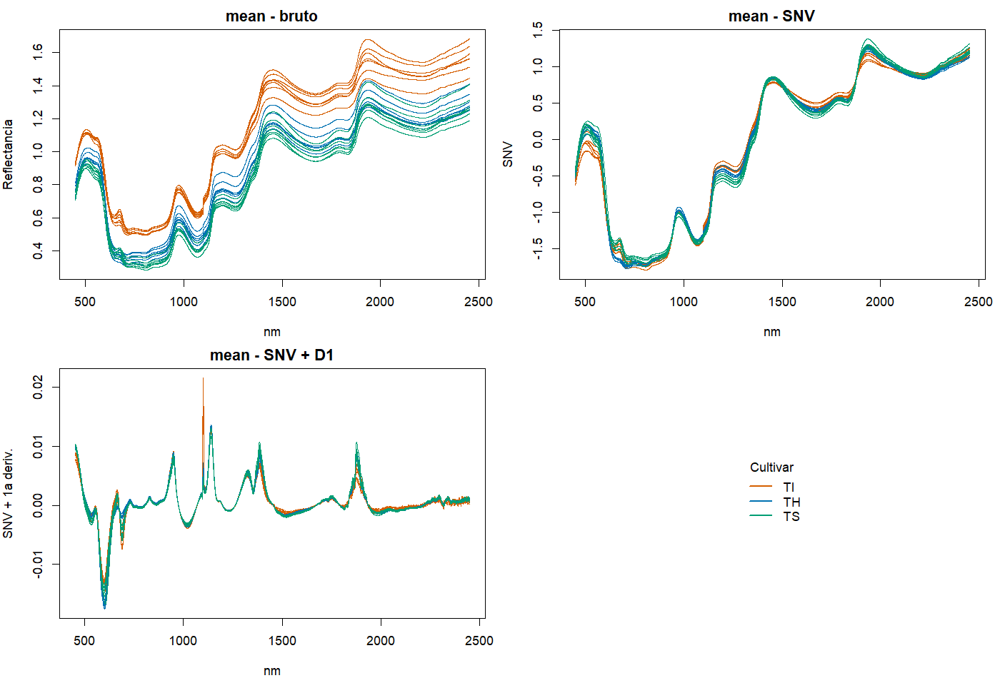 mean - bruto
Reflectancia
1.6
1.4
1.2
1.0
0.8
0.6
0.4
500 1000 1500 2000 2500
nm
mean - SNV
SNV
1.5
1.0
0.5
0.0
-0.5
-1.0
-1.5
500 1000 1500 2000 2500
nm
mean - SNV + D1
SNV + 1a deriv.
0.02
0.01
0.00
-0.01
500 1000 1500 2000 2500
nm
Cultivar
TI
TH
TS